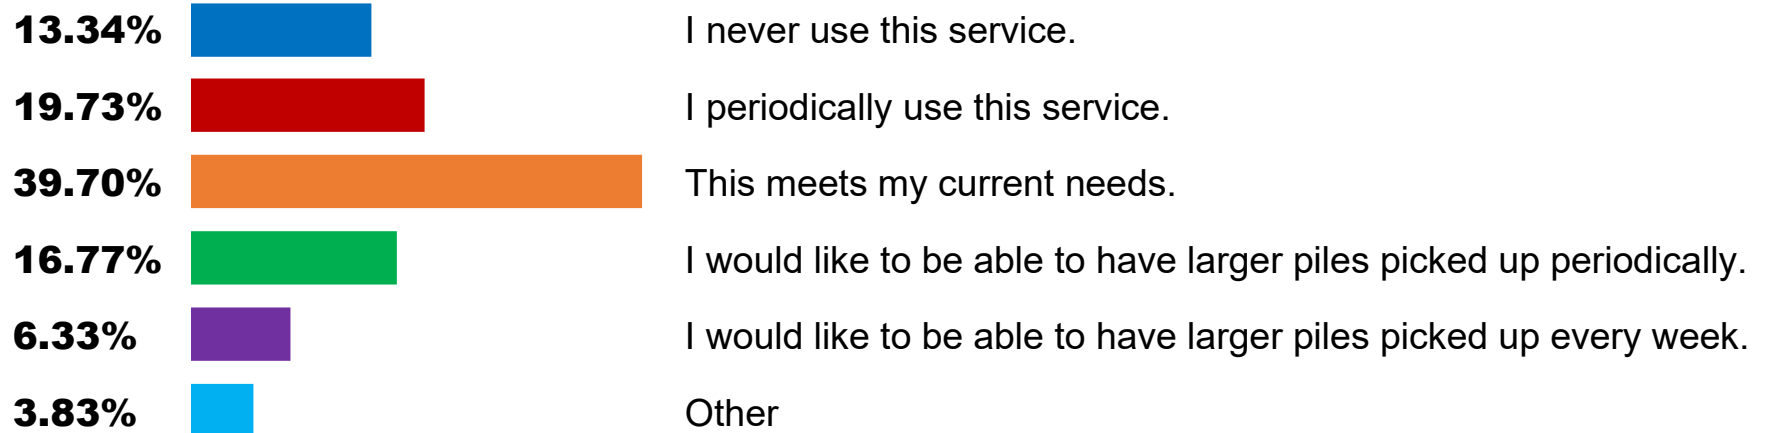 13.34% I never use this service.
19.73% I periodically use this service.
39.70% This meets my current needs.
16.77% I would like to be able to have larger piles picked up periodically.
6.33% I would like to be able to have larger piles picked up every week.
3.83% Other